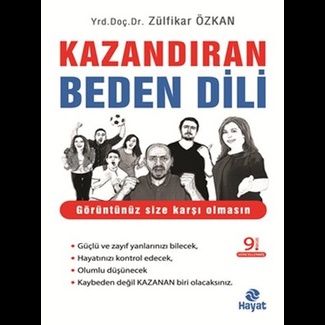 Yrd.Doç.Dr. Zülfikar ÖZKAN
KAZANDIRAN
BEDEN DİLİ
Görüntünüz size karşı olmasın
• Güçlü ve zayıf yanlarınızı bilecek,
• Hayatınızı kontrol edecek,
• Olumlu düşünecek
• Kaybeden değil KAZANAN biri olacaksınız.
9.
Hayat